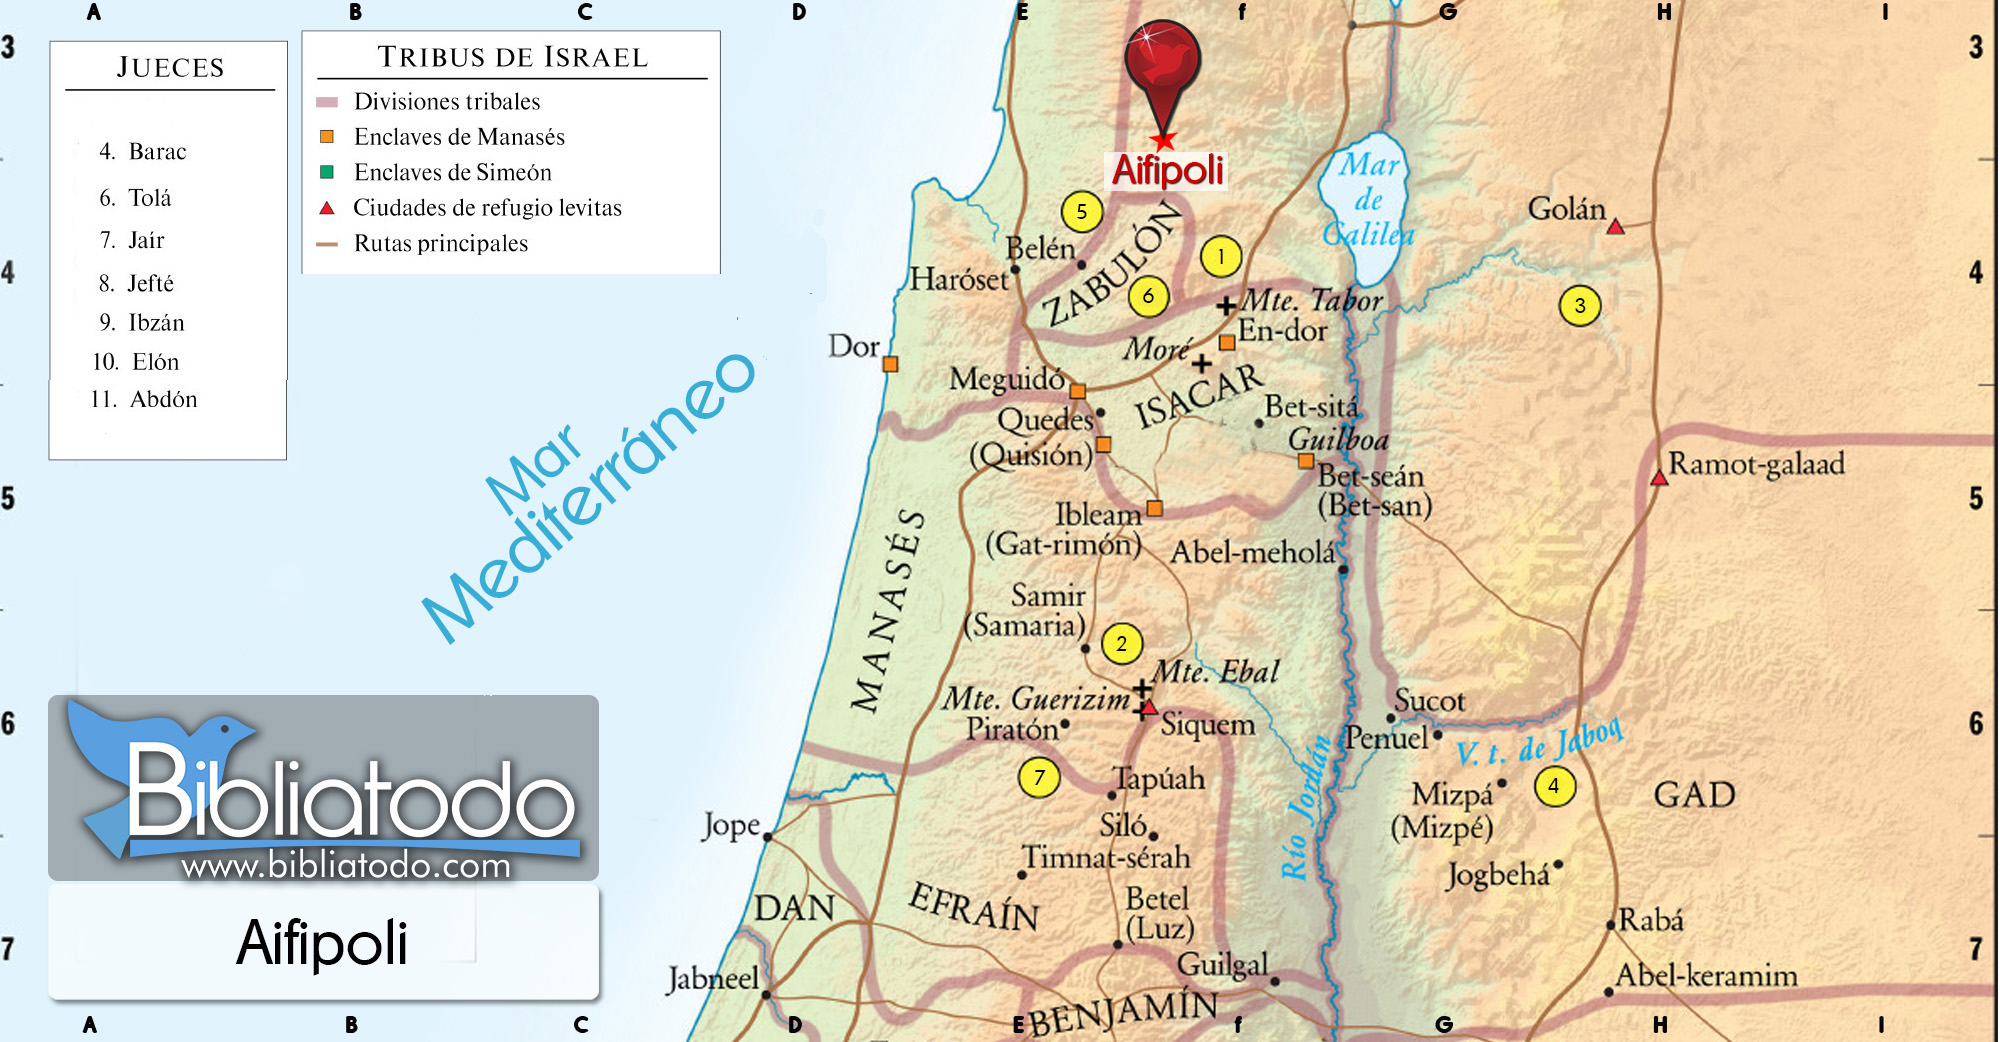 A B C D E f G H I
3 3
JUECES
4. Barac
6. Tolá
7. Jaír
8. Jefté
9. Ibzán
10. Elón
11. Abdón
TRIBUS DE ISRAEL
Divisiones tribales
Enclaves de Manasés
Enclaves de Simeón
Ciudades de refugio levitas
Rutas principales
Aifipoli
Mar
de
Galilea
Golán
5
ZABULÓN
Belén
1
4 4
Haróset
6
Mte. Tabor
3
En-dor
Dor
Moré
Meguidó
ISACAR
Bet-sitá
Quedes
(Quisión)
Guilboa
Mar
Mediterráneo
Ramot-galaad
Bet-seán
(Bet-san)
5 5
Ibleam
(Gat-rimón)
Abel-meholá
MANASÉS
Samir
(Samaria)
2
Mte. Ebal
Mte. Guerizim
Sucot
Piratón
Siquem
6 6
Penuel
V. t. de Jaboq
Río Jordán
7
Tapúah
Mizpá
(Mizpé)
4
GAD
Jope
Siló
Timnat-sérah
Jogbehá
Bibliatodo
www.bibliatodo.com
DAN
EFRAÍN
Betel
(Luz)
Rabá
Aifipoli
7 7
Jabneel
Guilgal
Abel-keramim
BENJAMÍN
A B C D E f G H I